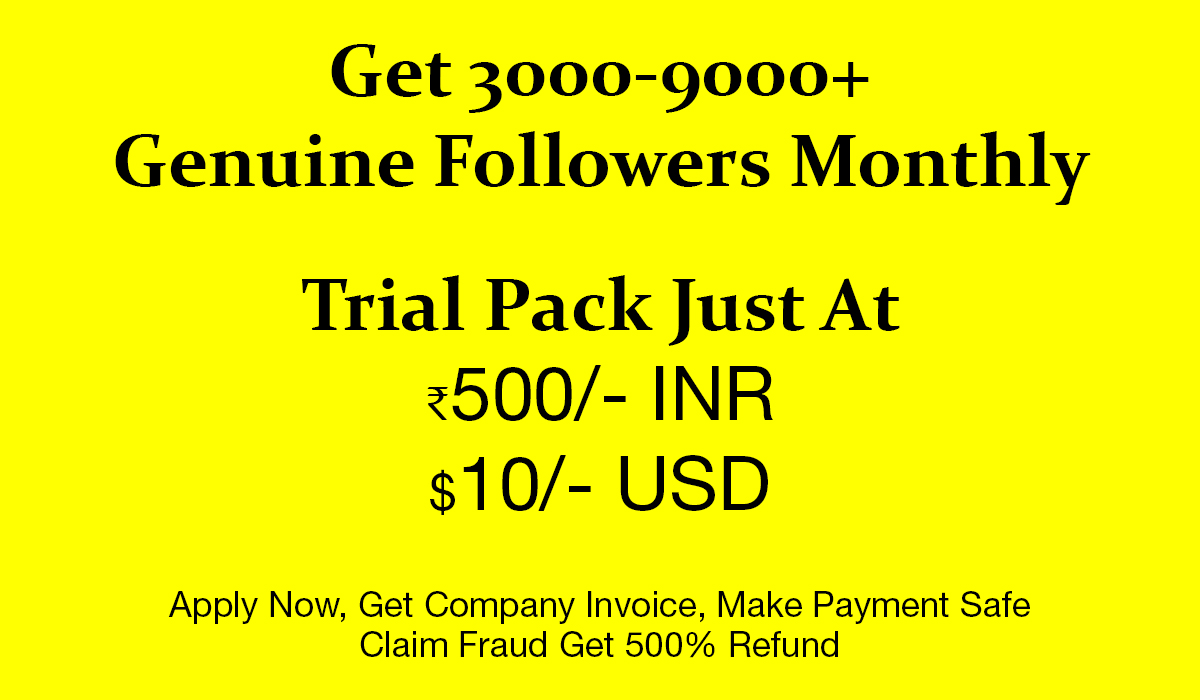 Get 3000-9000+
Genuine Followers Monthly
Trial Pack Just At
₹500/- INR
$10/- USD
Apply Now, Get Company Invoice, Make Payment Safe
Claim Fraud Get 500% Refund